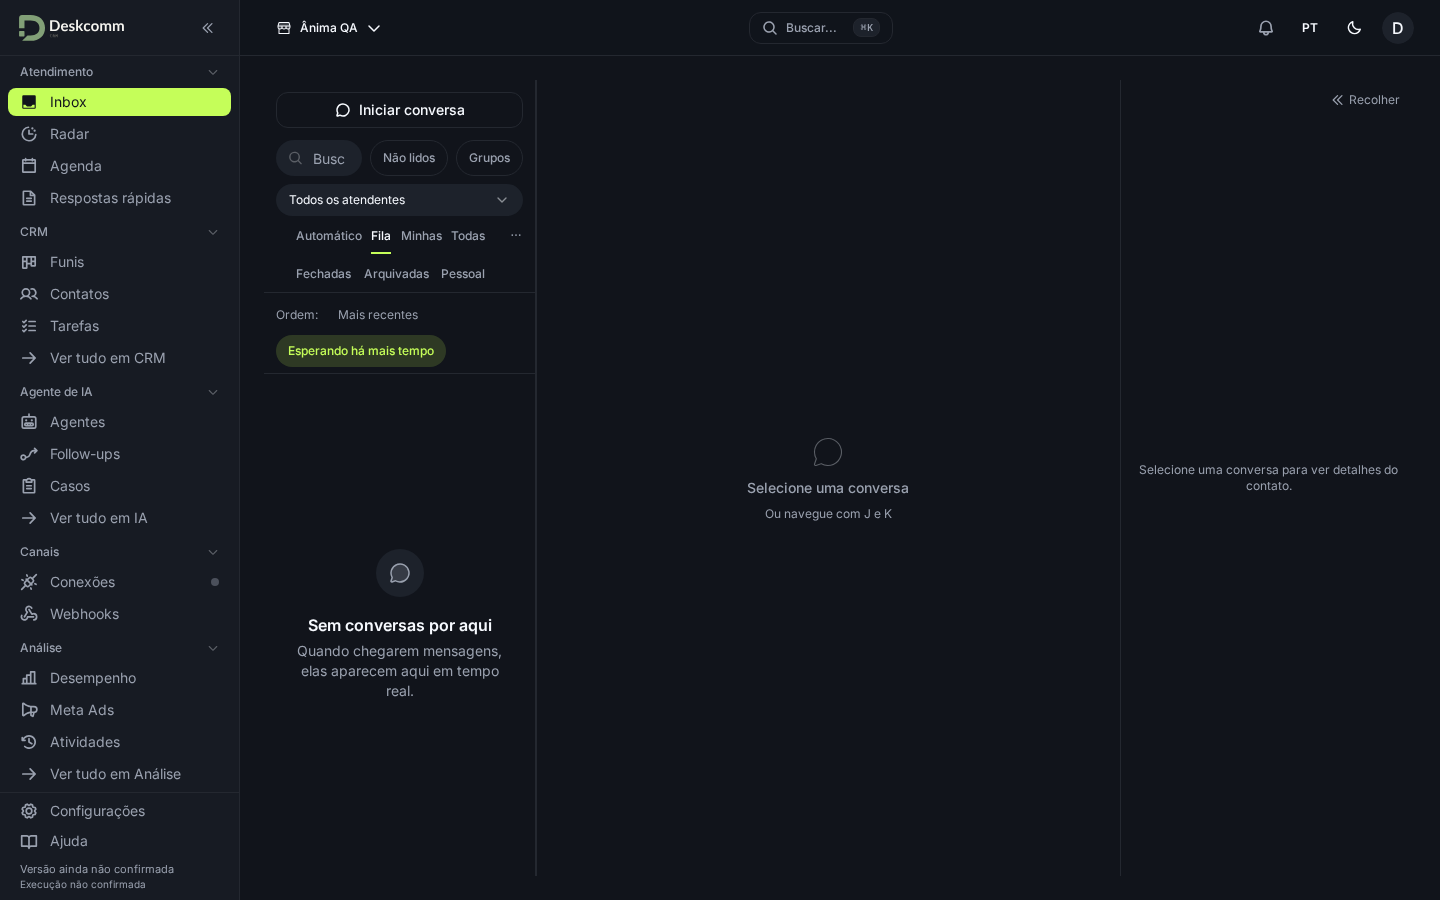 Deskcomm
Ânima QA
Buscar...
⌘K
PT
D
Atendimento
Inbox
Radar
Agenda
Respostas rápidas
CRM
Funis
Contatos
Tarefas
Ver tudo em CRM
Agente de IA
Agentes
Follow-ups
Casos
Ver tudo em IA
Canais
Conexões
Webhooks
Análise
Desempenho
Meta Ads
Atividades
Ver tudo em Análise
Configurações
Ajuda
Versão ainda não confirmada
Execução não confirmada
Iniciar conversa
Busc
Não lidos
Grupos
Todos os atendentes
Automático Fila Minhas Todas ...
Fechadas Arquivadas Pessoal
Ordem: Mais recentes
Esperando há mais tempo
Sem conversas por aqui
Quando chegarem mensagens,
elas aparecem aqui em tempo
real.
Selecione uma conversa
Ou navegue com J e K
Recolher
Selecione uma conversa para ver detalhes do
contato.